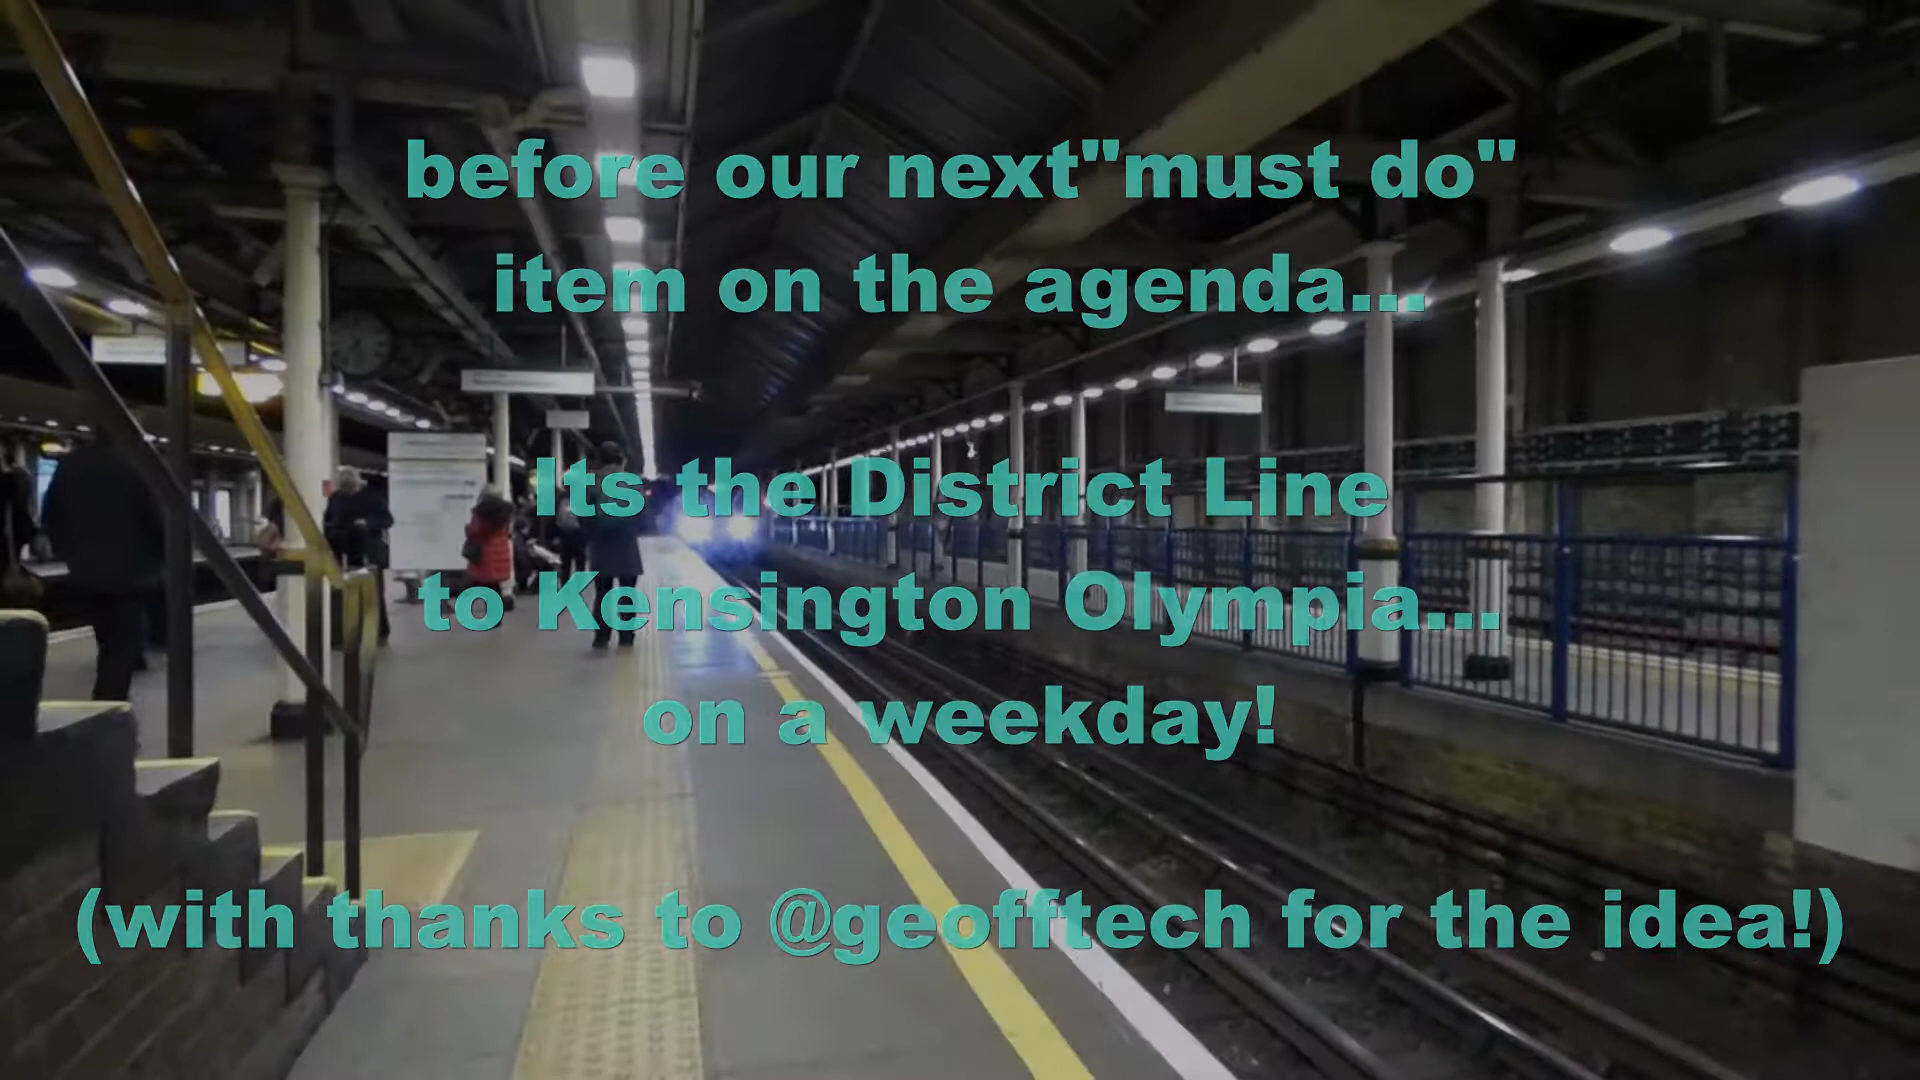 before our next"must do"
item on the agenda...
Its the District Line
to Kensington Olympia...
on a weekday!
(with thanks to @geofftech for the idea!)